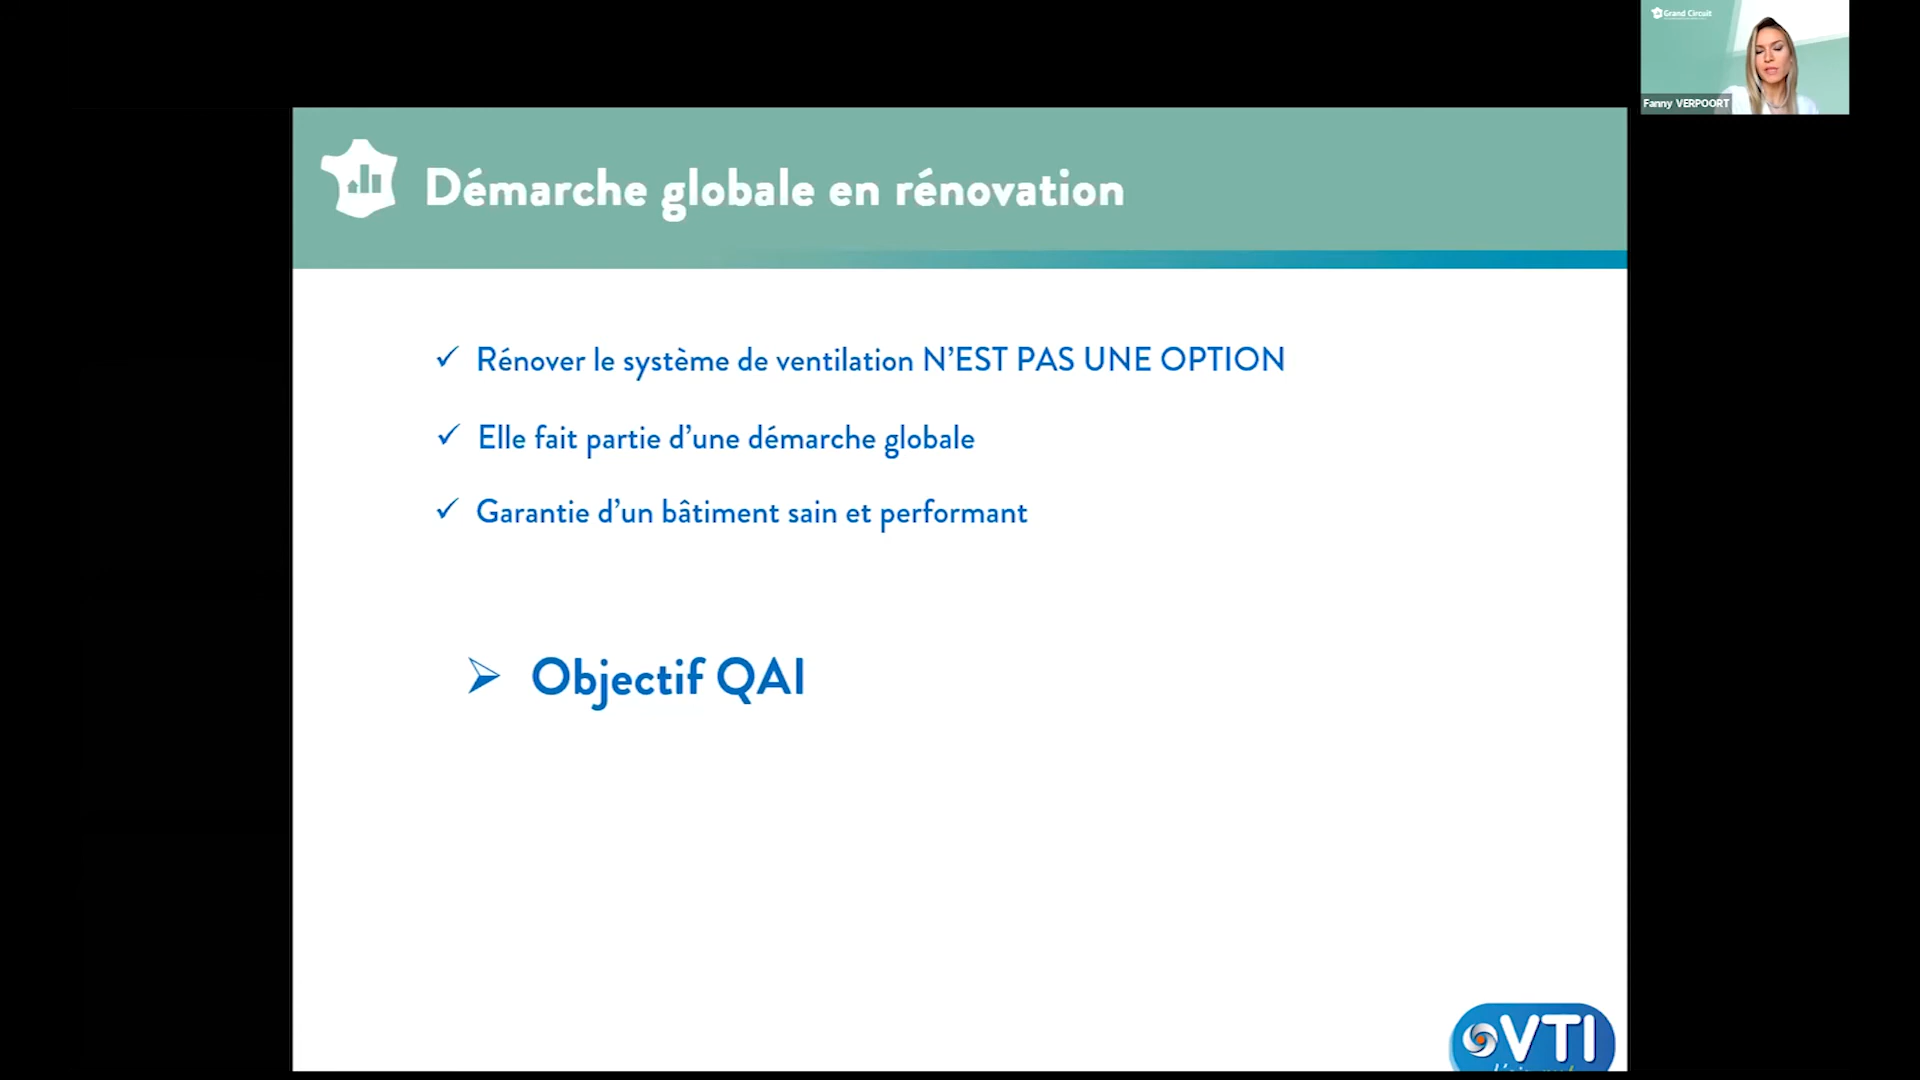 Grand Circuit
Fanny VERPOORT
Démarche globale en rénovation
✓ Rénover le système de ventilation N'EST PAS UNE OPTION
✓ Elle fait partie d'une démarche globale
✓ Garantie d'un bâtiment sain et performant
➢ Objectif QAI
VTI